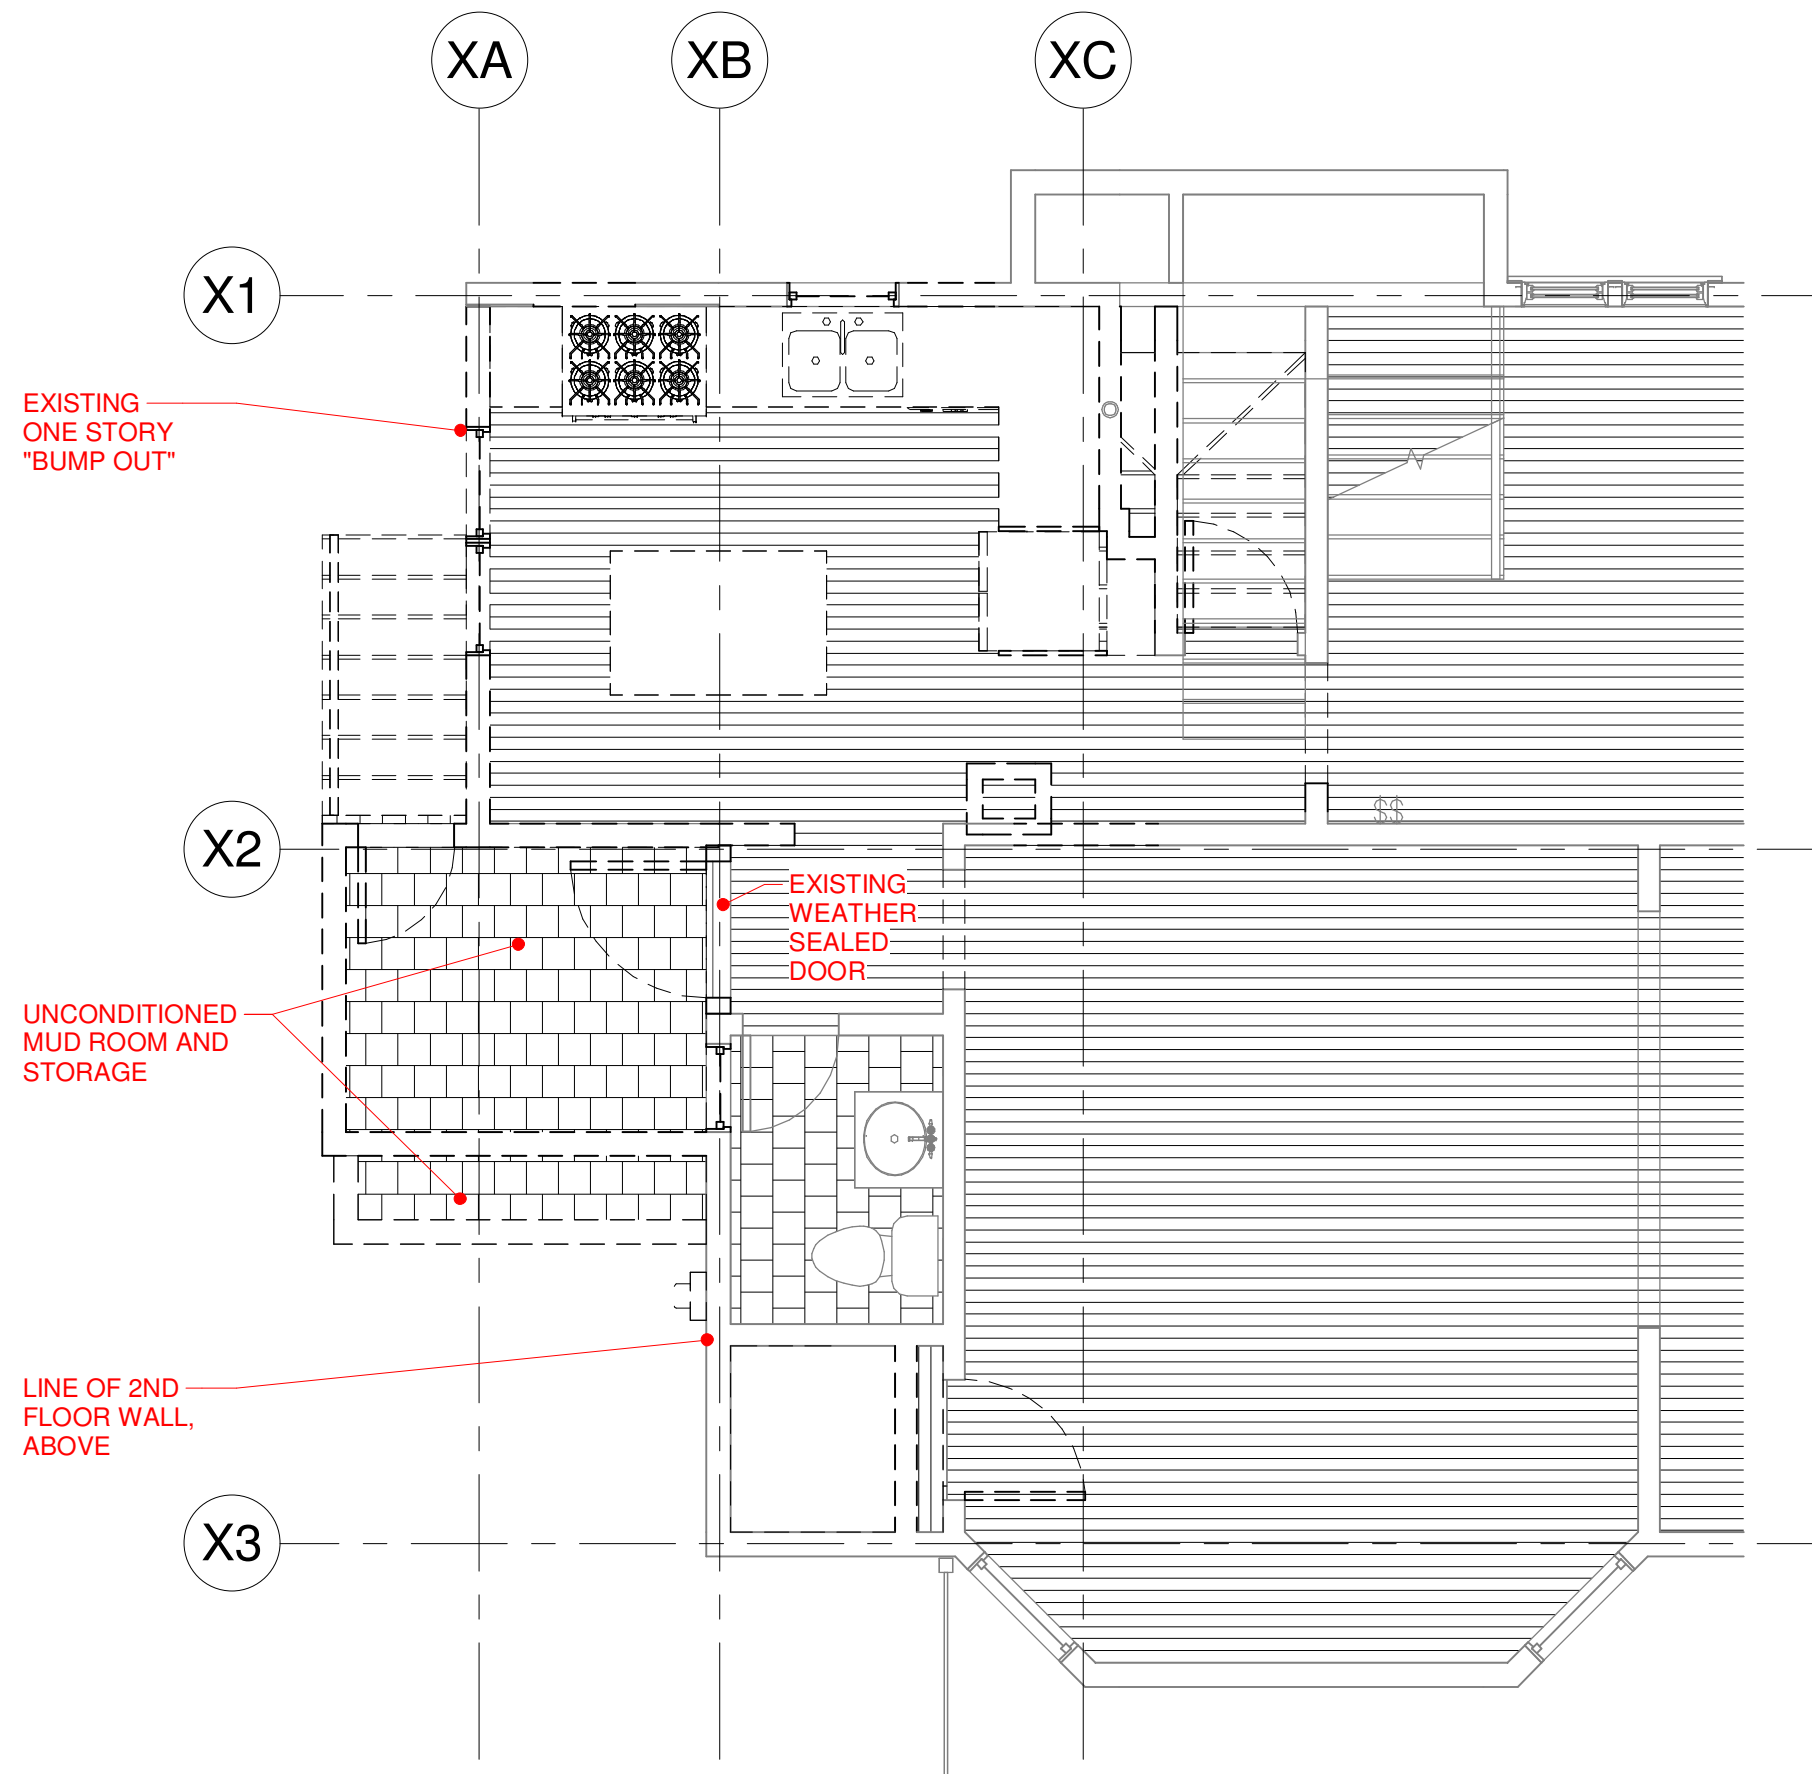 XA
XB
XC
X1
EXISTING
ONE STORY
"BUMP OUT"
$$
X2
EXISTING
WEATHER
SEALED
DOOR
UNCONDITIONED
MUD ROOM AND
STORAGE
LINE OF 2ND
FLOOR WALL,
ABOVE
X3